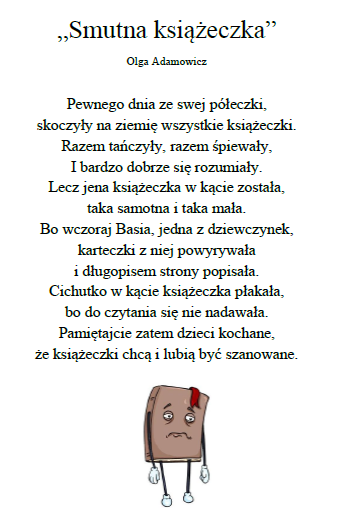 „Smutna książeczka”
Olga Adamowicz
Pewnego dnia ze swej półeczki,
skoczyły na ziemię wszystkie książeczki.
Razem tańczyły, razem śpiewały,
I bardzo dobrze się rozumiały.
Lecz jena książeczka w kącie została,
taka samotna i taka mała.
Bo wczoraj Basia, jedna z dziewczynek,
karteczki z niej powyrywała
i długopisem strony popisała.
Cichutko w kącie książeczka płakała,
bo do czytania się nie nadawała.
Pamiętajcie zatem dzieci kochane,
że książeczki chcą i lubią być szanowane.